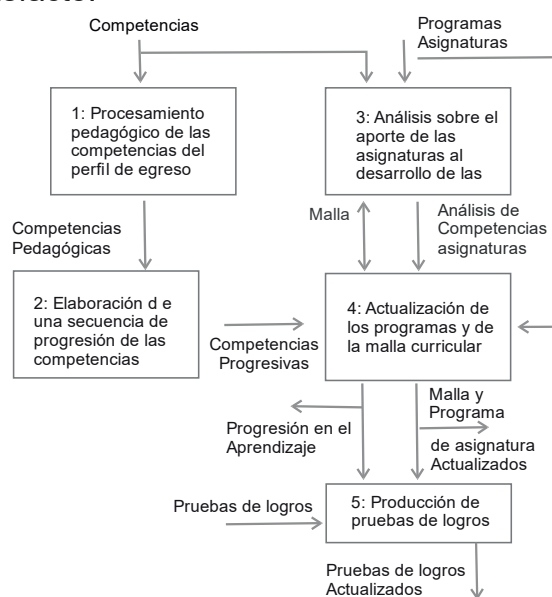 Competencias
Programas
Asignaturas
1: Procesamiento
pedagógico de las
competencias del
perfil de egreso
3: Análisis sobre el
aporte de las
asignaturas al
desarrollo de las
Competencias
Pedagógicas
Malla
Análisis de
Competencias
asignaturas
2: Elaboración d e
una secuencia de
progresión de las
competencias
Competencias
Progresivas
4: Actualización de
los programas y de
la malla curricular
Progresión en el
Aprendizaje
Malla y
Programa
de asignatura
Actualizados
Pruebas de logros
5: Producción de
pruebas de logros
Pruebas de logros
Actualizados